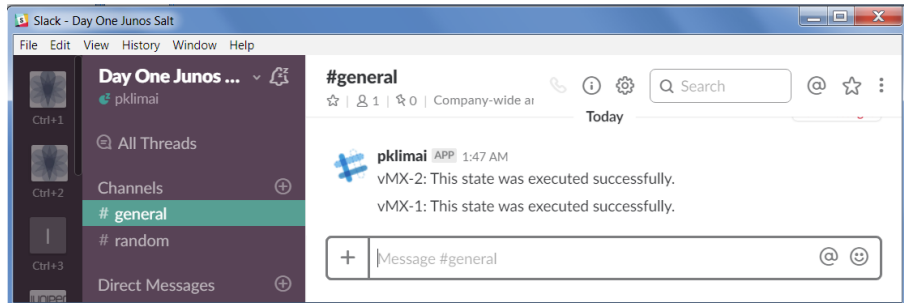 Slack - Day One Junos Salt
File Edit View History Window Help
Ctrl+1
Ctrl+2
Ctrl+3
Day One Junos ...
pklimai
All Threads
Channels
# general
# random
Direct Messages
#general
1 | 0 | Company-wide
Search
Today
pklimai APP 1:47 AM
vMX-2: This state was executed successfully.
vMX-1: This state was executed successfully.
Message #general